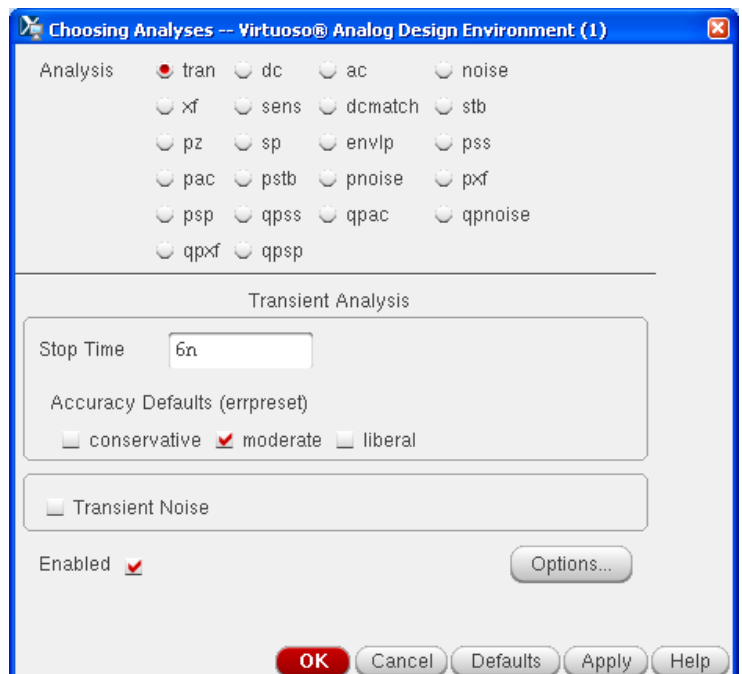 Choosing Analyses -- Virtuoso® Analog Design Environment (1)
Analysis tran dc ac noise
xf sens dcmatch stb
pz sp envlp pss
pac pstb pnoise pxf
psp qpss qpac qpnoise
qpxf qpsp
Transient Analysis
Stop Time 6n
Accuracy Defaults (errpreset)
conservative moderate liberal
Transient Noise
Enabled Options...
OK Cancel Defaults Apply Help